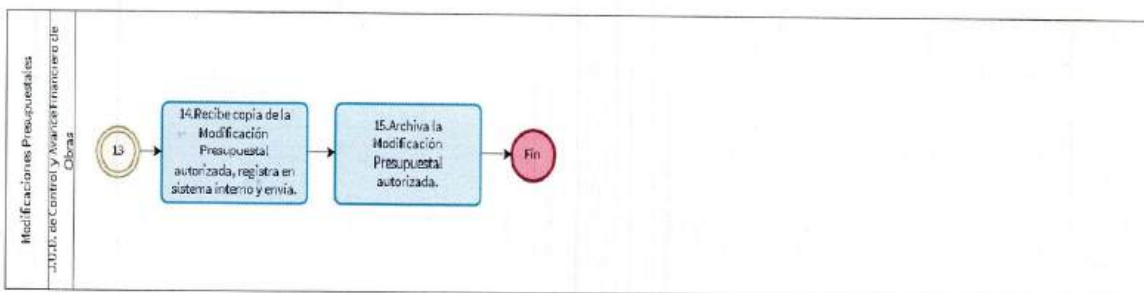 Modificaciones Presupuestales
J.U.D. de Control y Avance Financiero de
Obras
13
14.Recibe copia de la
Modificación
Presupuestal
autorizada, registra en
sistema interno y envía.
15.Archiva la
Modificación
Presupuestal
autorizada.
Fin